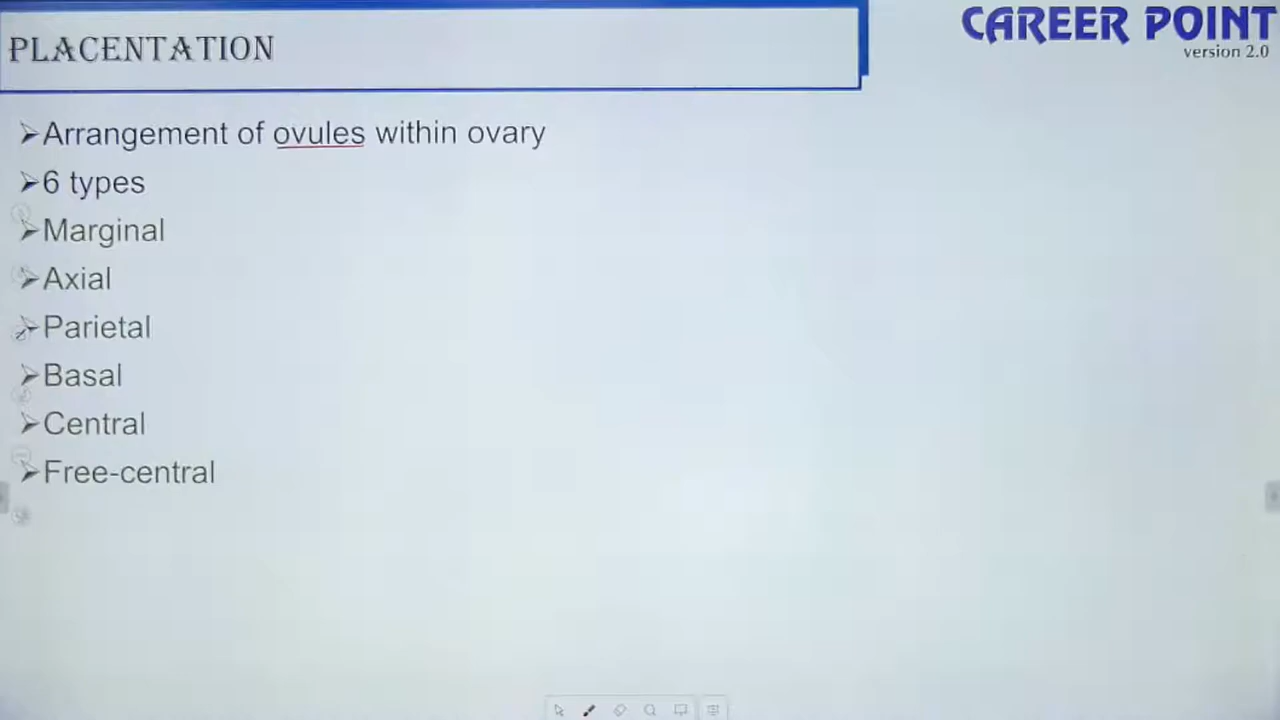 PLACENTATION
CAREER POINT
version 2.0
➢Arrangement of ovules within ovary
➢6 types
➢Marginal
➢Axial
➢Parietal
➢Basal
➢Central
➢Free-central